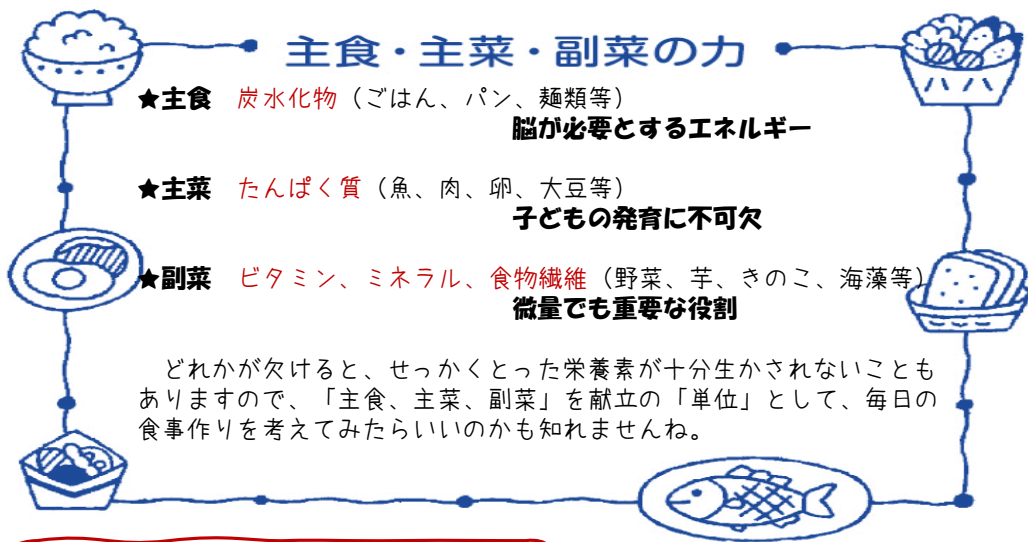 主食・主菜・副菜の力
★主食　炭水化物（ごはん、パン、麺類等）
脳が必要とするエネルギー
★主菜　たんぱく質（魚、肉、卵、大豆等）
子どもの発育に不可欠
★副菜　ビタミン、ミネラル、食物繊維（野菜、芋、きのこ、海藻等）
微量でも重要な役割
　どれかが欠けると、せっかくとった栄養素が十分生かされないことも
ありますので、「主食、主菜、副菜」を献立の「単位」として、毎日の
食事作りを考えてみたらいいのかも知れませんね。